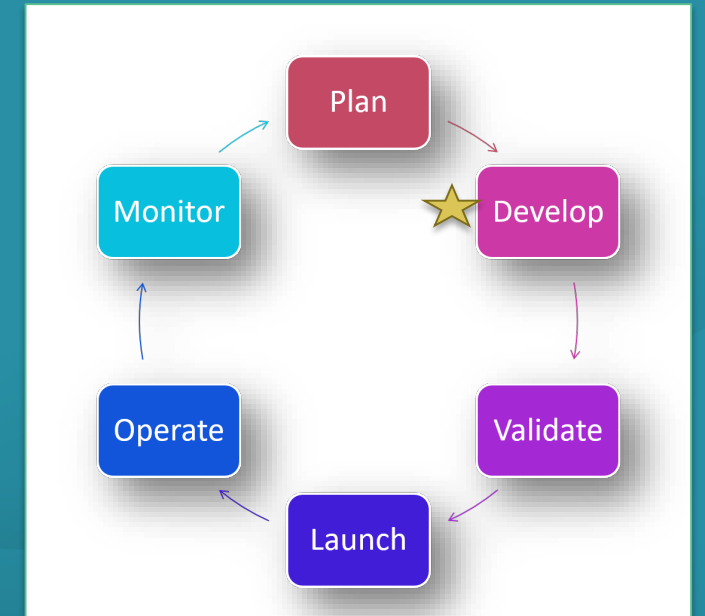 Plan
Develop
Validate
Launch
Operate
Monitor